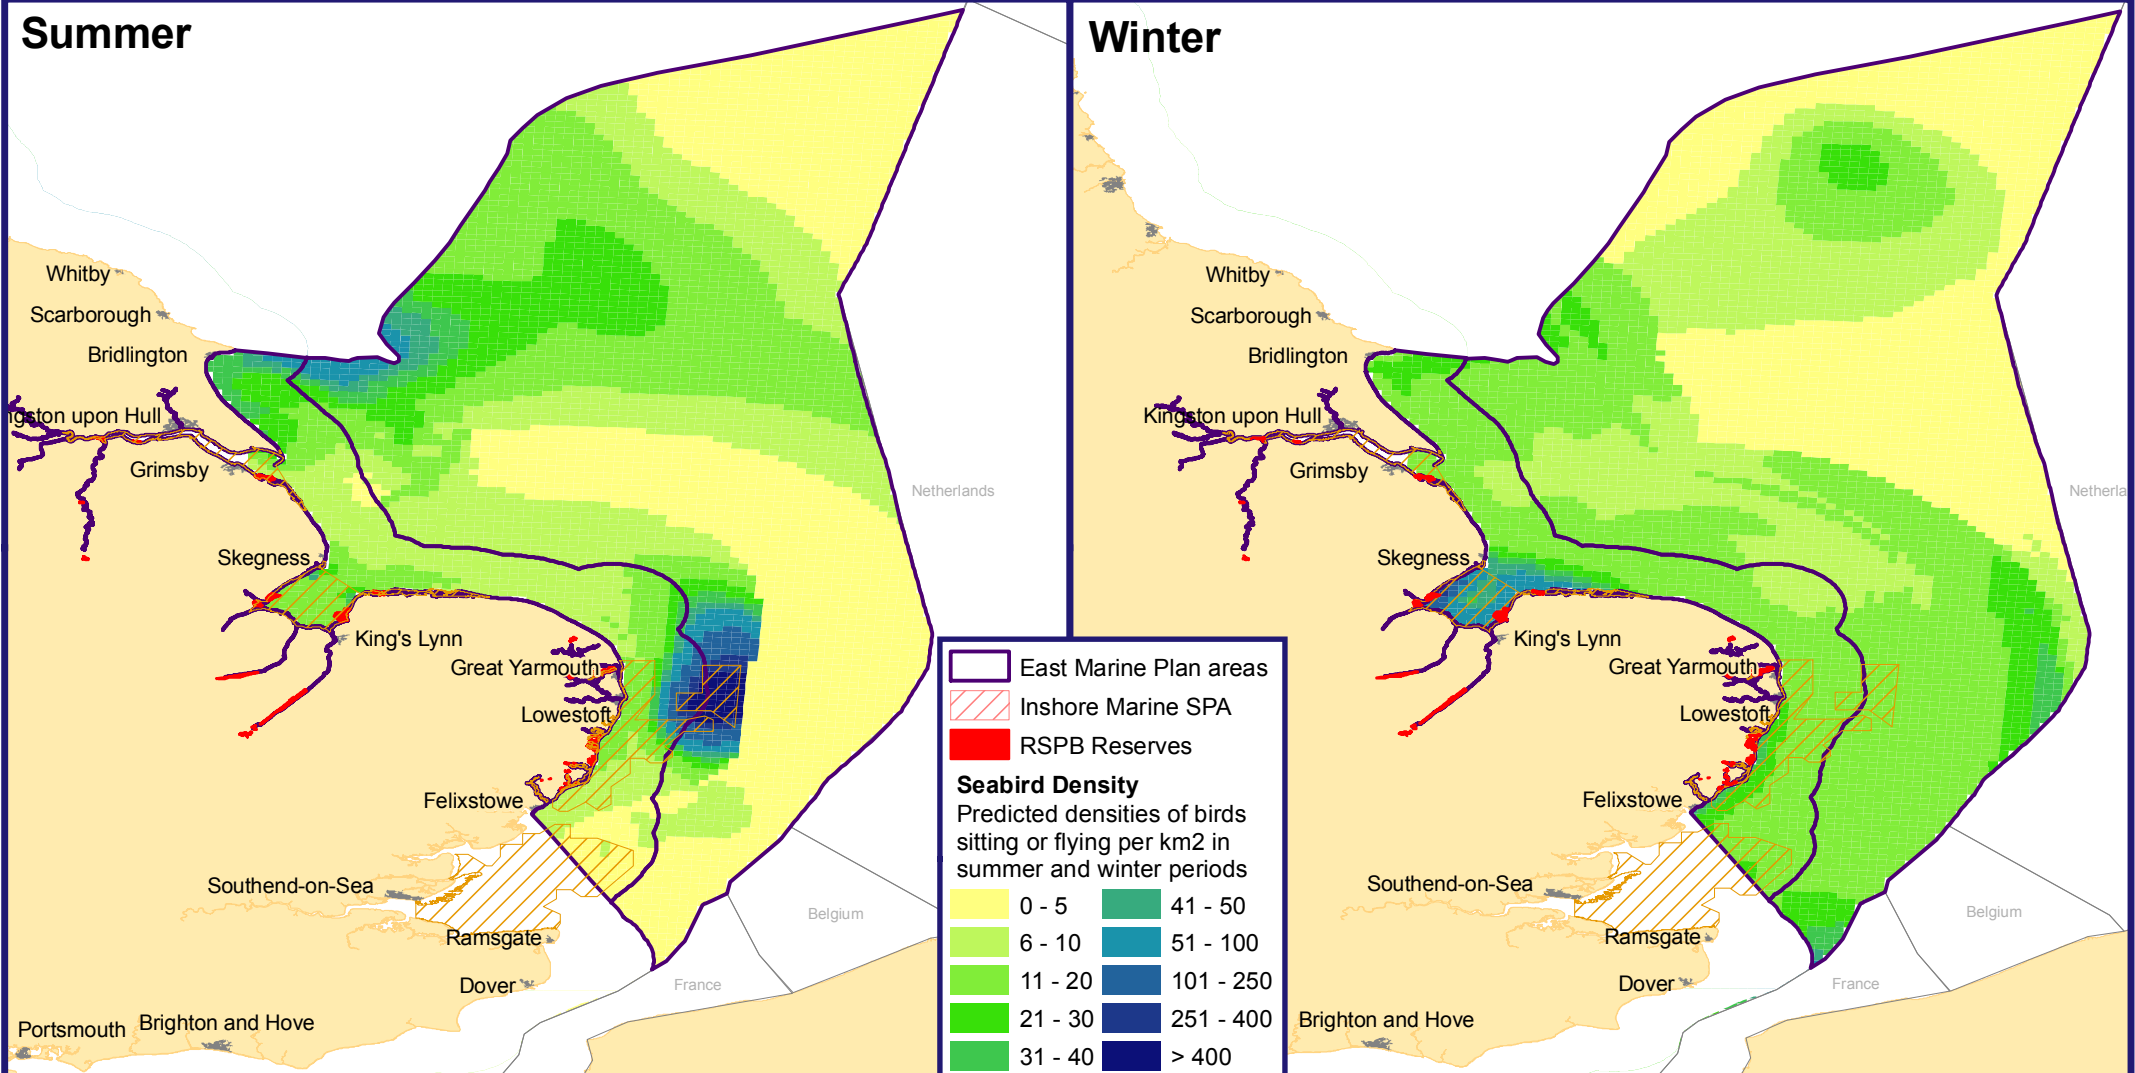 Summer
Whitby
Scarborough
Bridlington
ngston upon Hull
Grimsby
Skegness
King's Lynn
Great Yarmouth
Lowestoft
Felixstowe
Southend-on-Sea
Ramsgate
Dover
Portsmouth
Brighton and Hove
Netherlands
Belgium
France
Winter
Whitby
Scarborough
Bridlington
Kingston upon Hull
Grimsby
Skegness
King's Lynn
Great Yarmouth
Lowestoft
Felixstowe
Southend-on-Sea
Ramsgate
Dover
Brighton and Hove
Netherla
Belgium
France
East Marine Plan areas
Inshore Marine SPA
RSPB Reserves
Seabird Density
Predicted densities of birds
sitting or flying per km2 in
summer and winter periods
0 - 5
6 - 10
11 - 20
21 - 30
31 - 40
41 - 50
51 - 100
101 - 250
251 - 400
> 400